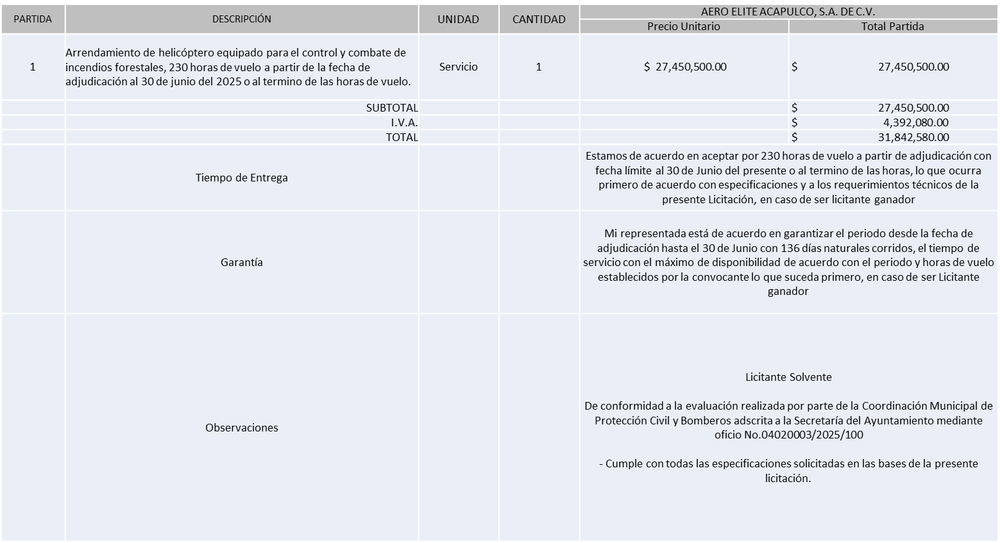 PARTIDA DESCRIPCIÓN UNIDAD CANTIDAD AERO ELITE ACAPULCO, S.A. DE C.V.
Precio Unitario Total Partida
1 Arrendamiento de helicóptero equipado para el control y combate de
incendios forestales, 230 horas de vuelo a partir de la fecha de
adjudicación al 30 de junio del 2025 o al termino de las horas de vuelo.
Servicio 1 $ 27,450,500.00 $ 27,450,500.00
SUBTOTAL $ 27,450,500.00
I.V.A. $ 4,392,080.00
TOTAL $ 31,842,580.00
Tiempo de Entrega
Estamos de acuerdo en aceptar por 230 horas de vuelo a partir de adjudicación con
fecha límite al 30 de Junio del presente o al termino de las horas, lo que ocurra
primero de acuerdo con especificaciones y a los requerimientos técnicos de la
presente Licitación, en caso de ser licitante ganador
Garantía
Mi representada está de acuerdo en garantizar el periodo desde la fecha de
adjudicación hasta el 30 de Junio con 136 días naturales corridos, el tiempo de
servicio con el máximo de disponibilidad de acuerdo con el periodo y horas de vuelo
establecidos por la convocante lo que suceda primero, en caso de ser Licitante
ganador
Observaciones
Licitante Solvente
De conformidad a la evaluación realizada por parte de la Coordinación Municipal de
Protección Civil y Bomberos adscrita a la Secretaría del Ayuntamiento mediante
oficio No.04020003/2025/100
- Cumple con todas las especificaciones solicitadas en las bases de la presente
licitación.